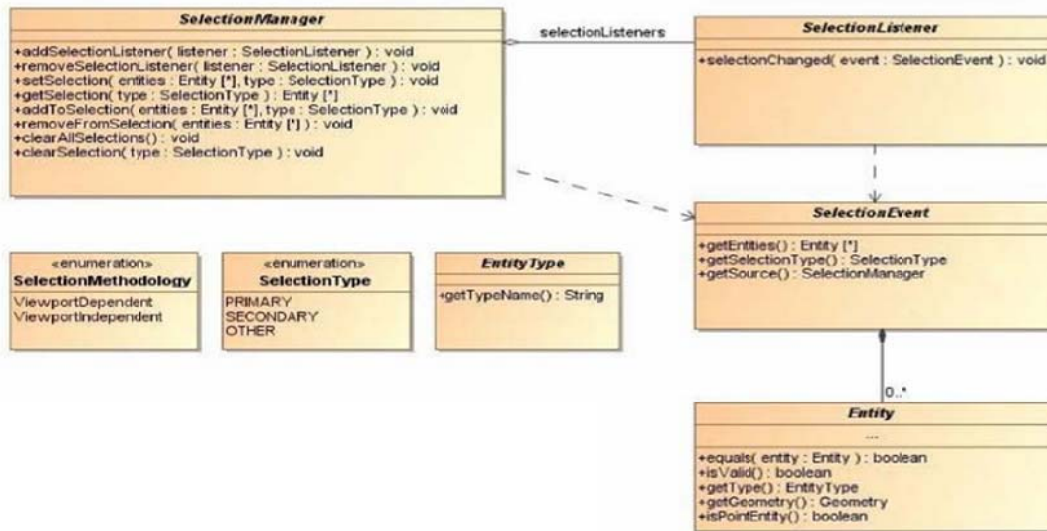 SelectionManager
+addSelectionListener( listener : SelectionListener ) : void
+removeSelectionListener( listener : SelectionListener ) : void
+setSelection( entities : Entity [*], type : SelectionType ) : void
+getSelection( type : SelectionType ) : Entity [*]
+addToSelection( entities : Entity [*], type : SelectionType ) : void
+removeFromSelection( entities : Entity [*] ) : void
+clearAllSelections() : void
+clearSelection( type : SelectionType ) : void
selectionListeners
SelectionListener
+selectionChanged( event : SelectionEvent ) : void
SelectionEvent
+getEntities() : Entity [*]
+getSelectionType() : SelectionType
+getSource() : SelectionManager
«enumeration»
SelectionMethodology
ViewportDependent
ViewportIndependent
«enumeration»
SelectionType
PRIMARY
SECONDARY
OTHER
EntityType
+getTypeName() : String
0..*
Entity
...
+equals( entity : Entity ) : boolean
+isValid() : boolean
+getType() : EntityType
+getGeometry() : Geometry
+isPointEntity() : boolean